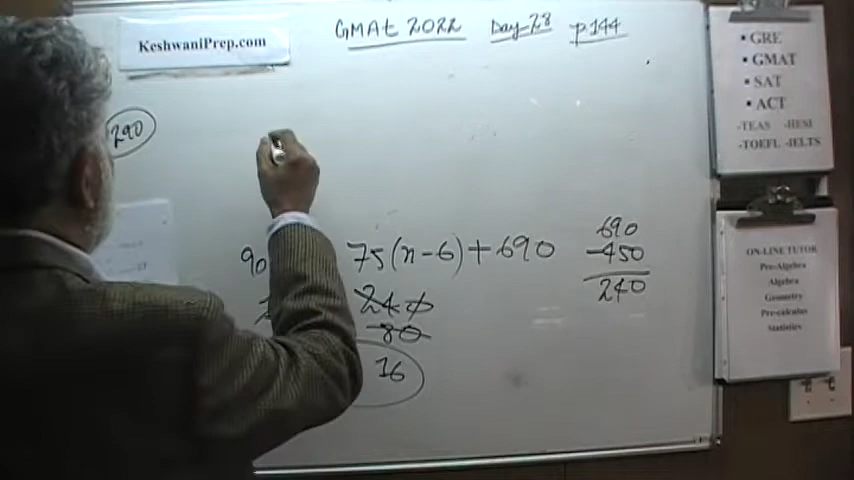 KeshwaniPrep.com
GMAt 2022 Day-28 p144
290
90
75(n-6)+690
240
80
16
690
-450
240
▪ GRE
▪ GMAT
▪ SAT
▪ ACT
-TEAS -HESI
-TOEFL -IELTS
ON-LINE TUTOR
Pre-Algebra
Algebra
Geometry
Pre-calculus
Statistics